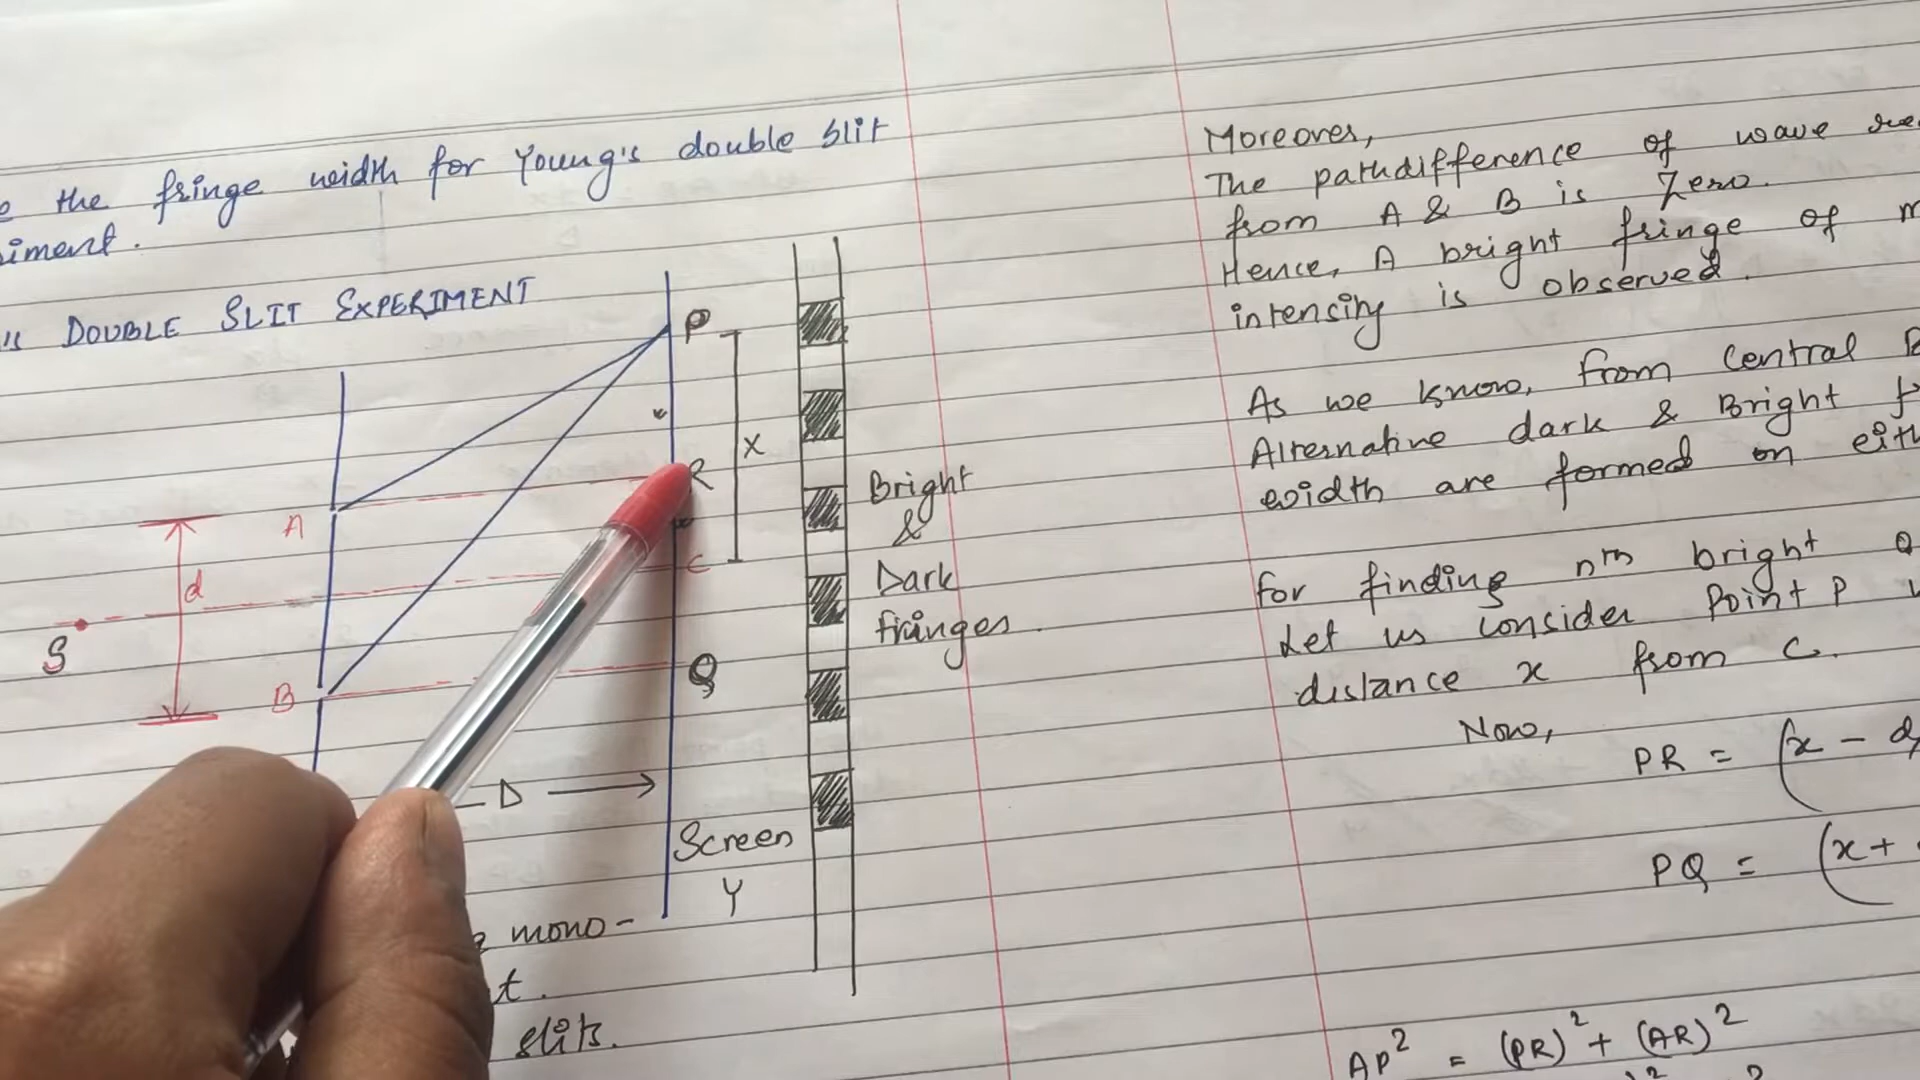 the fringe width for Young's double slit
iment.
DOUBLE SLIT EXPERIMENT
P
X
R
A
C
d
S
B
Q
D
Screen
Y
Bright
&
Dark
fringes.
mono-
slits.
Moreover,
The pathdifference of wave
from A & B is Zero.
Hence, A bright fringe of
intensity is observed.
As we know, from central
Alternative dark & Bright
width are formed on
for finding nth bright
Let us consider Point P
distance x from C.
Now,
PR = (x - d/
PQ = (x +
AP² = (PR)² + (AR)²